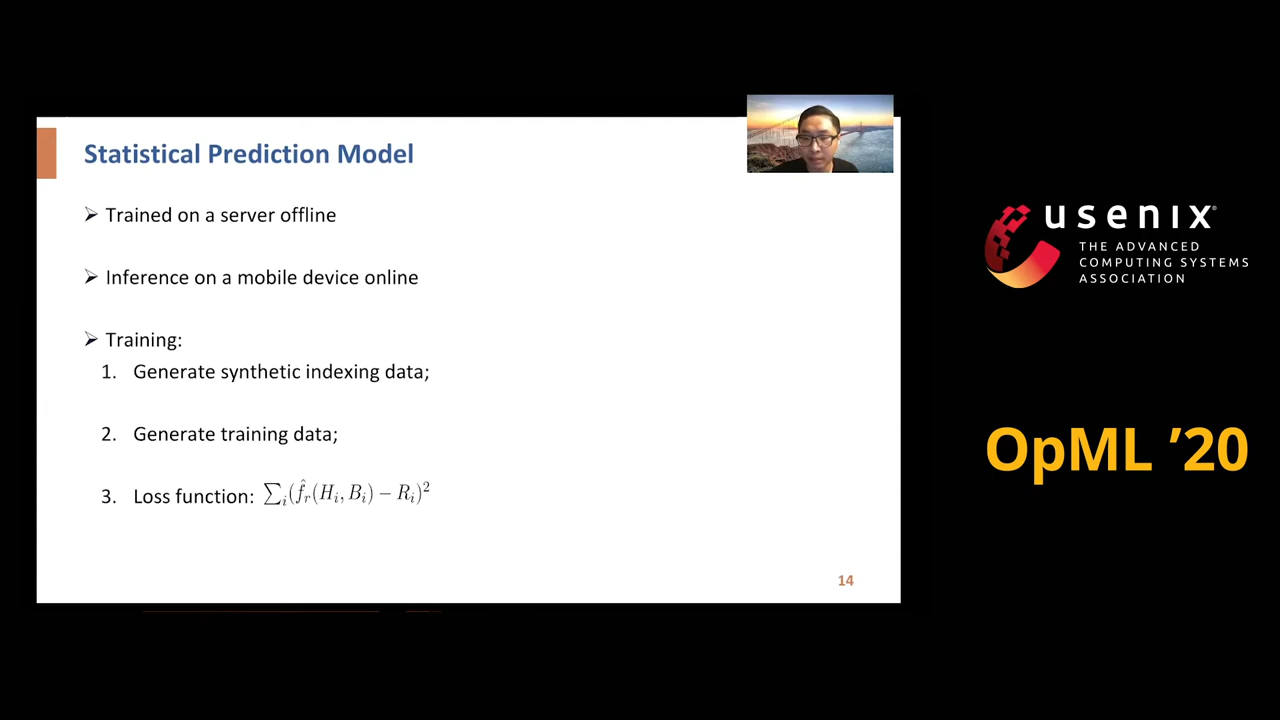 Statistical Prediction Model
➢ Trained on a server offline
➢ Inference on a mobile device online
➢ Training:
1. Generate synthetic indexing data;
2. Generate training data;
3. Loss function: ∑ᵢ(f̂ᵣ(Hᵢ, Bᵢ) − Rᵢ)²
14
usenix®
THE ADVANCED
COMPUTING SYSTEMS
ASSOCIATION
OpML ’20